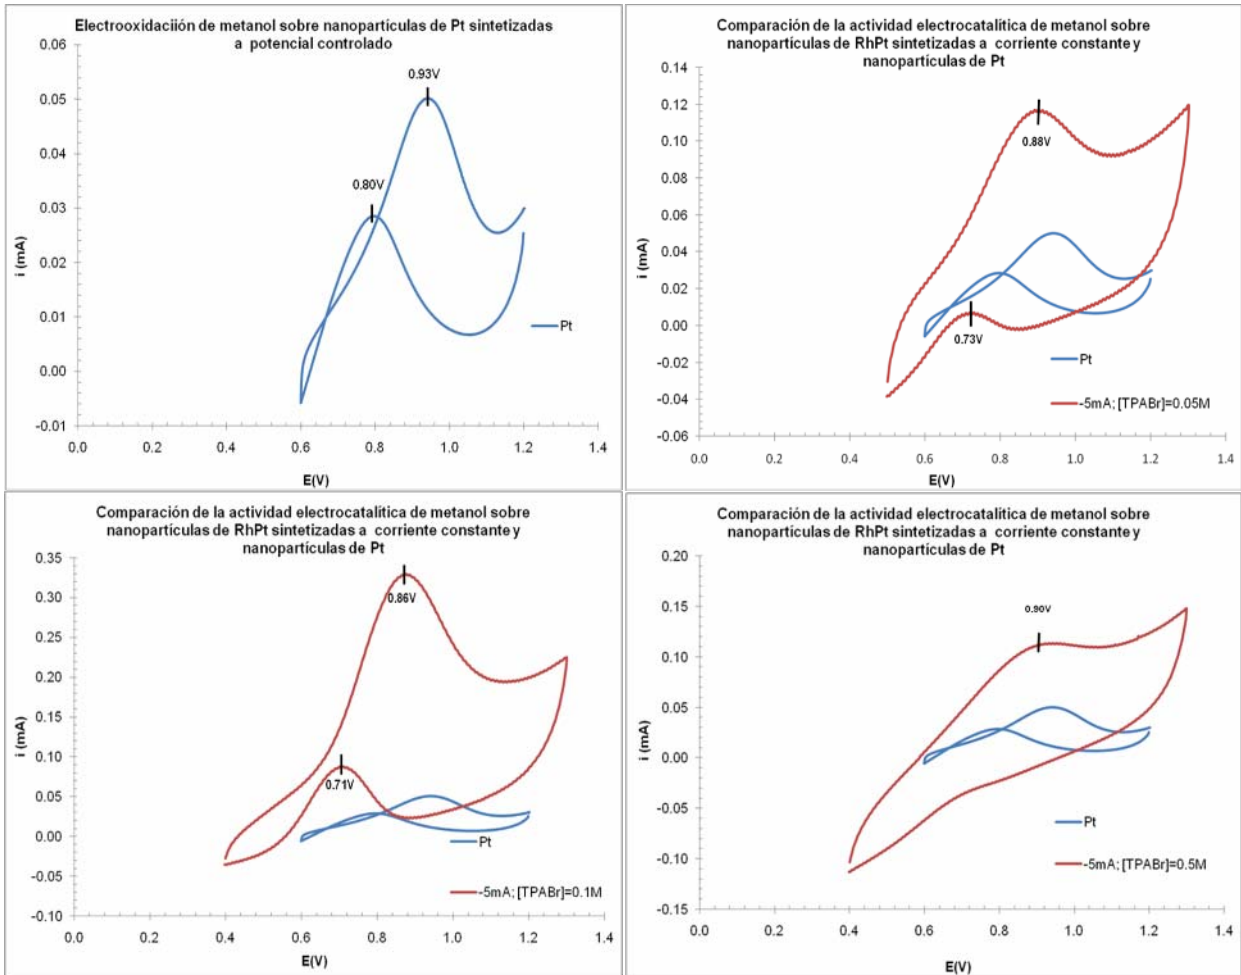 Electrooxidaciión de metanol sobre nanopartículas de Pt sintetizadas
a potencial controlado
0.06
0.05
0.04
0.03
0.02
0.01
0.00
-0.01
i (mA)
0.93V
0.80V
Pt
0.0 0.2 0.4 0.6 0.8 1.0 1.2 1.4
E(V)
Comparación de la actividad electrocatalítica de metanol sobre
nanopartículas de RhPt sintetizadas a corriente constante y
nanopartículas de Pt
0.14
0.12
0.10
0.08
0.06
0.04
0.02
0.00
-0.02
-0.04
-0.06
i (mA)
0.88V
0.73V
Pt
-5mA; [TPABr]=0.05M
0.0 0.2 0.4 0.6 0.8 1.0 1.2 1.4
E(V)
Comparación de la actividad electrocatalítica de metanol sobre
nanopartículas de RhPt sintetizadas a corriente constante y
nanopartículas de Pt
0.35
0.30
0.25
0.20
0.15
0.10
0.05
0.00
-0.05
-0.10
i (mA)
0.86V
0.71V
Pt
-5mA; [TPABr]=0.1M
0.0 0.2 0.4 0.6 0.8 1.0 1.2 1.4
E(V)
Comparación de la actividad electrocatalítica de metanol sobre
nanopartículas de RhPt sintetizadas a corriente constante y
nanopartículas de Pt
0.20
0.15
0.10
0.05
0.00
-0.05
-0.10
-0.15
i (mA)
0.90V
Pt
-5mA; [TPABr]=0.5M
0.0 0.2 0.4 0.6 0.8 1.0 1.2 1.4
E(V)